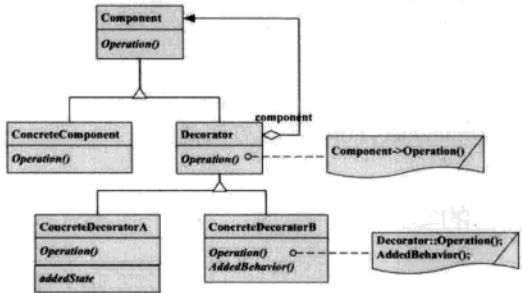 Component
Operation()
component
ConcreteComponent
Operation()
Decorator
Operation()
Component->Operation()
ConcreteDecoratorA
Operation()
addedState
ConcreteDecoratorB
Operation()
AddedBehavior()
Decorator::Operation();
AddedBehavior();